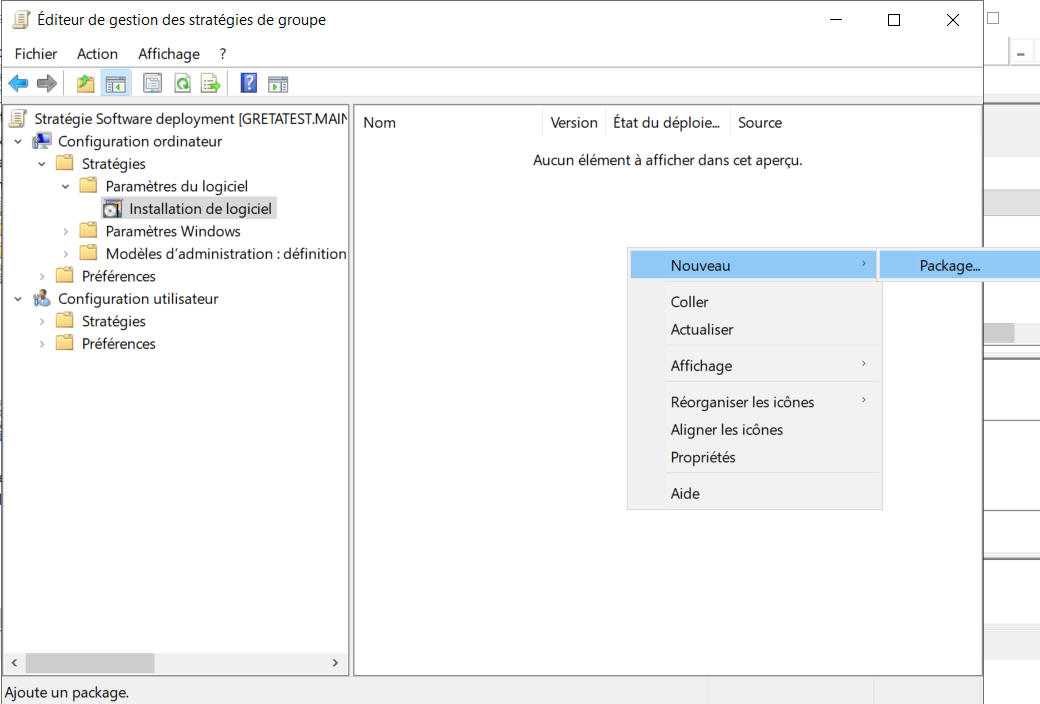 Éditeur de gestion des stratégies de groupe
Fichier Action Affichage ?
Stratégie Software deployment [GRETATEST.MAIN
Configuration ordinateur
Stratégies
Paramètres du logiciel
Installation de logiciel
Paramètres Windows
Modèles d’administration : définition
Préférences
Configuration utilisateur
Stratégies
Préférences
Nom Version État du déploie... Source
Aucun élément à afficher dans cet aperçu.
Nouveau
Package...
Coller
Actualiser
Affichage
Réorganiser les icônes
Aligner les icônes
Propriétés
Aide
Ajoute un package.